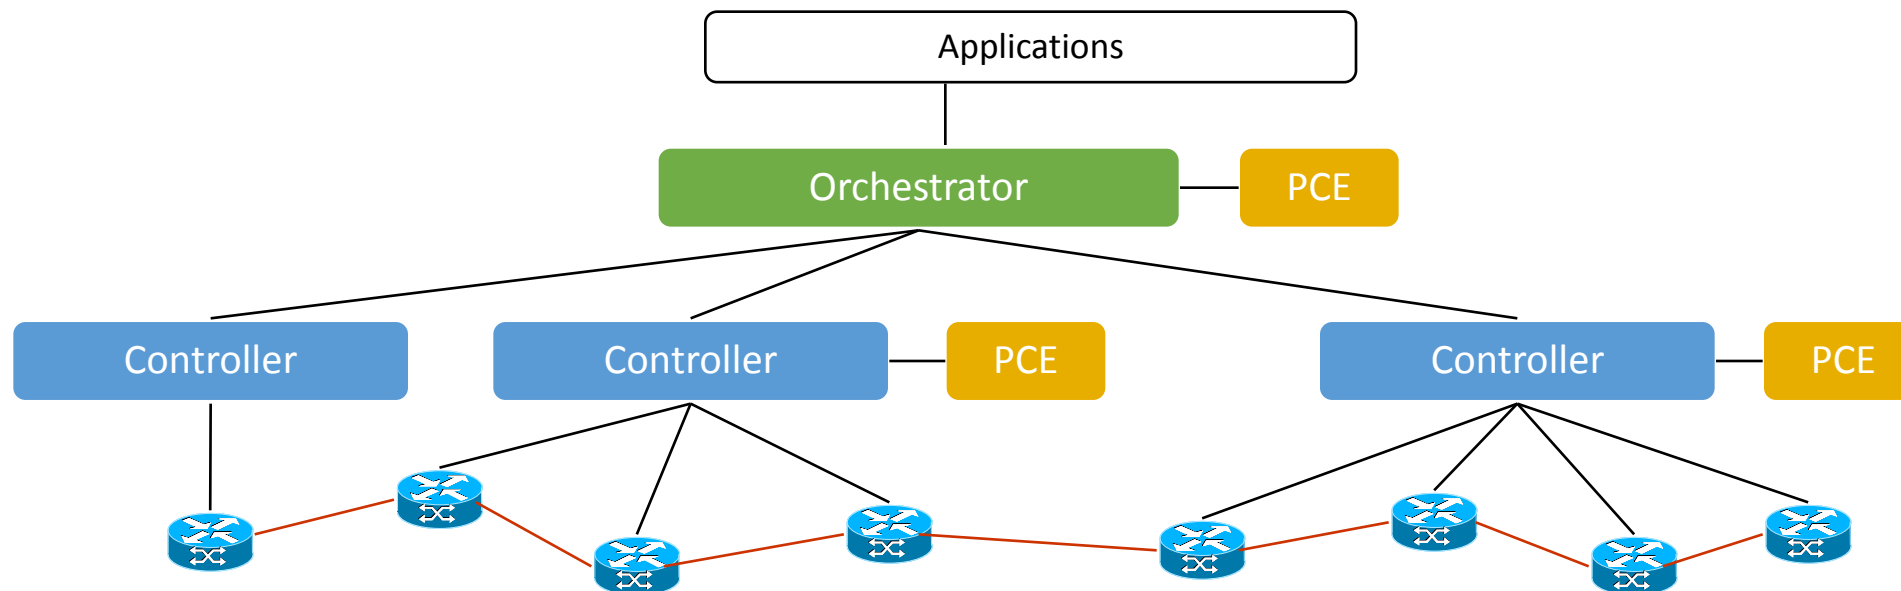 Applications
Orchestrator
PCE
Controller
Controller
PCE
Controller
PCE